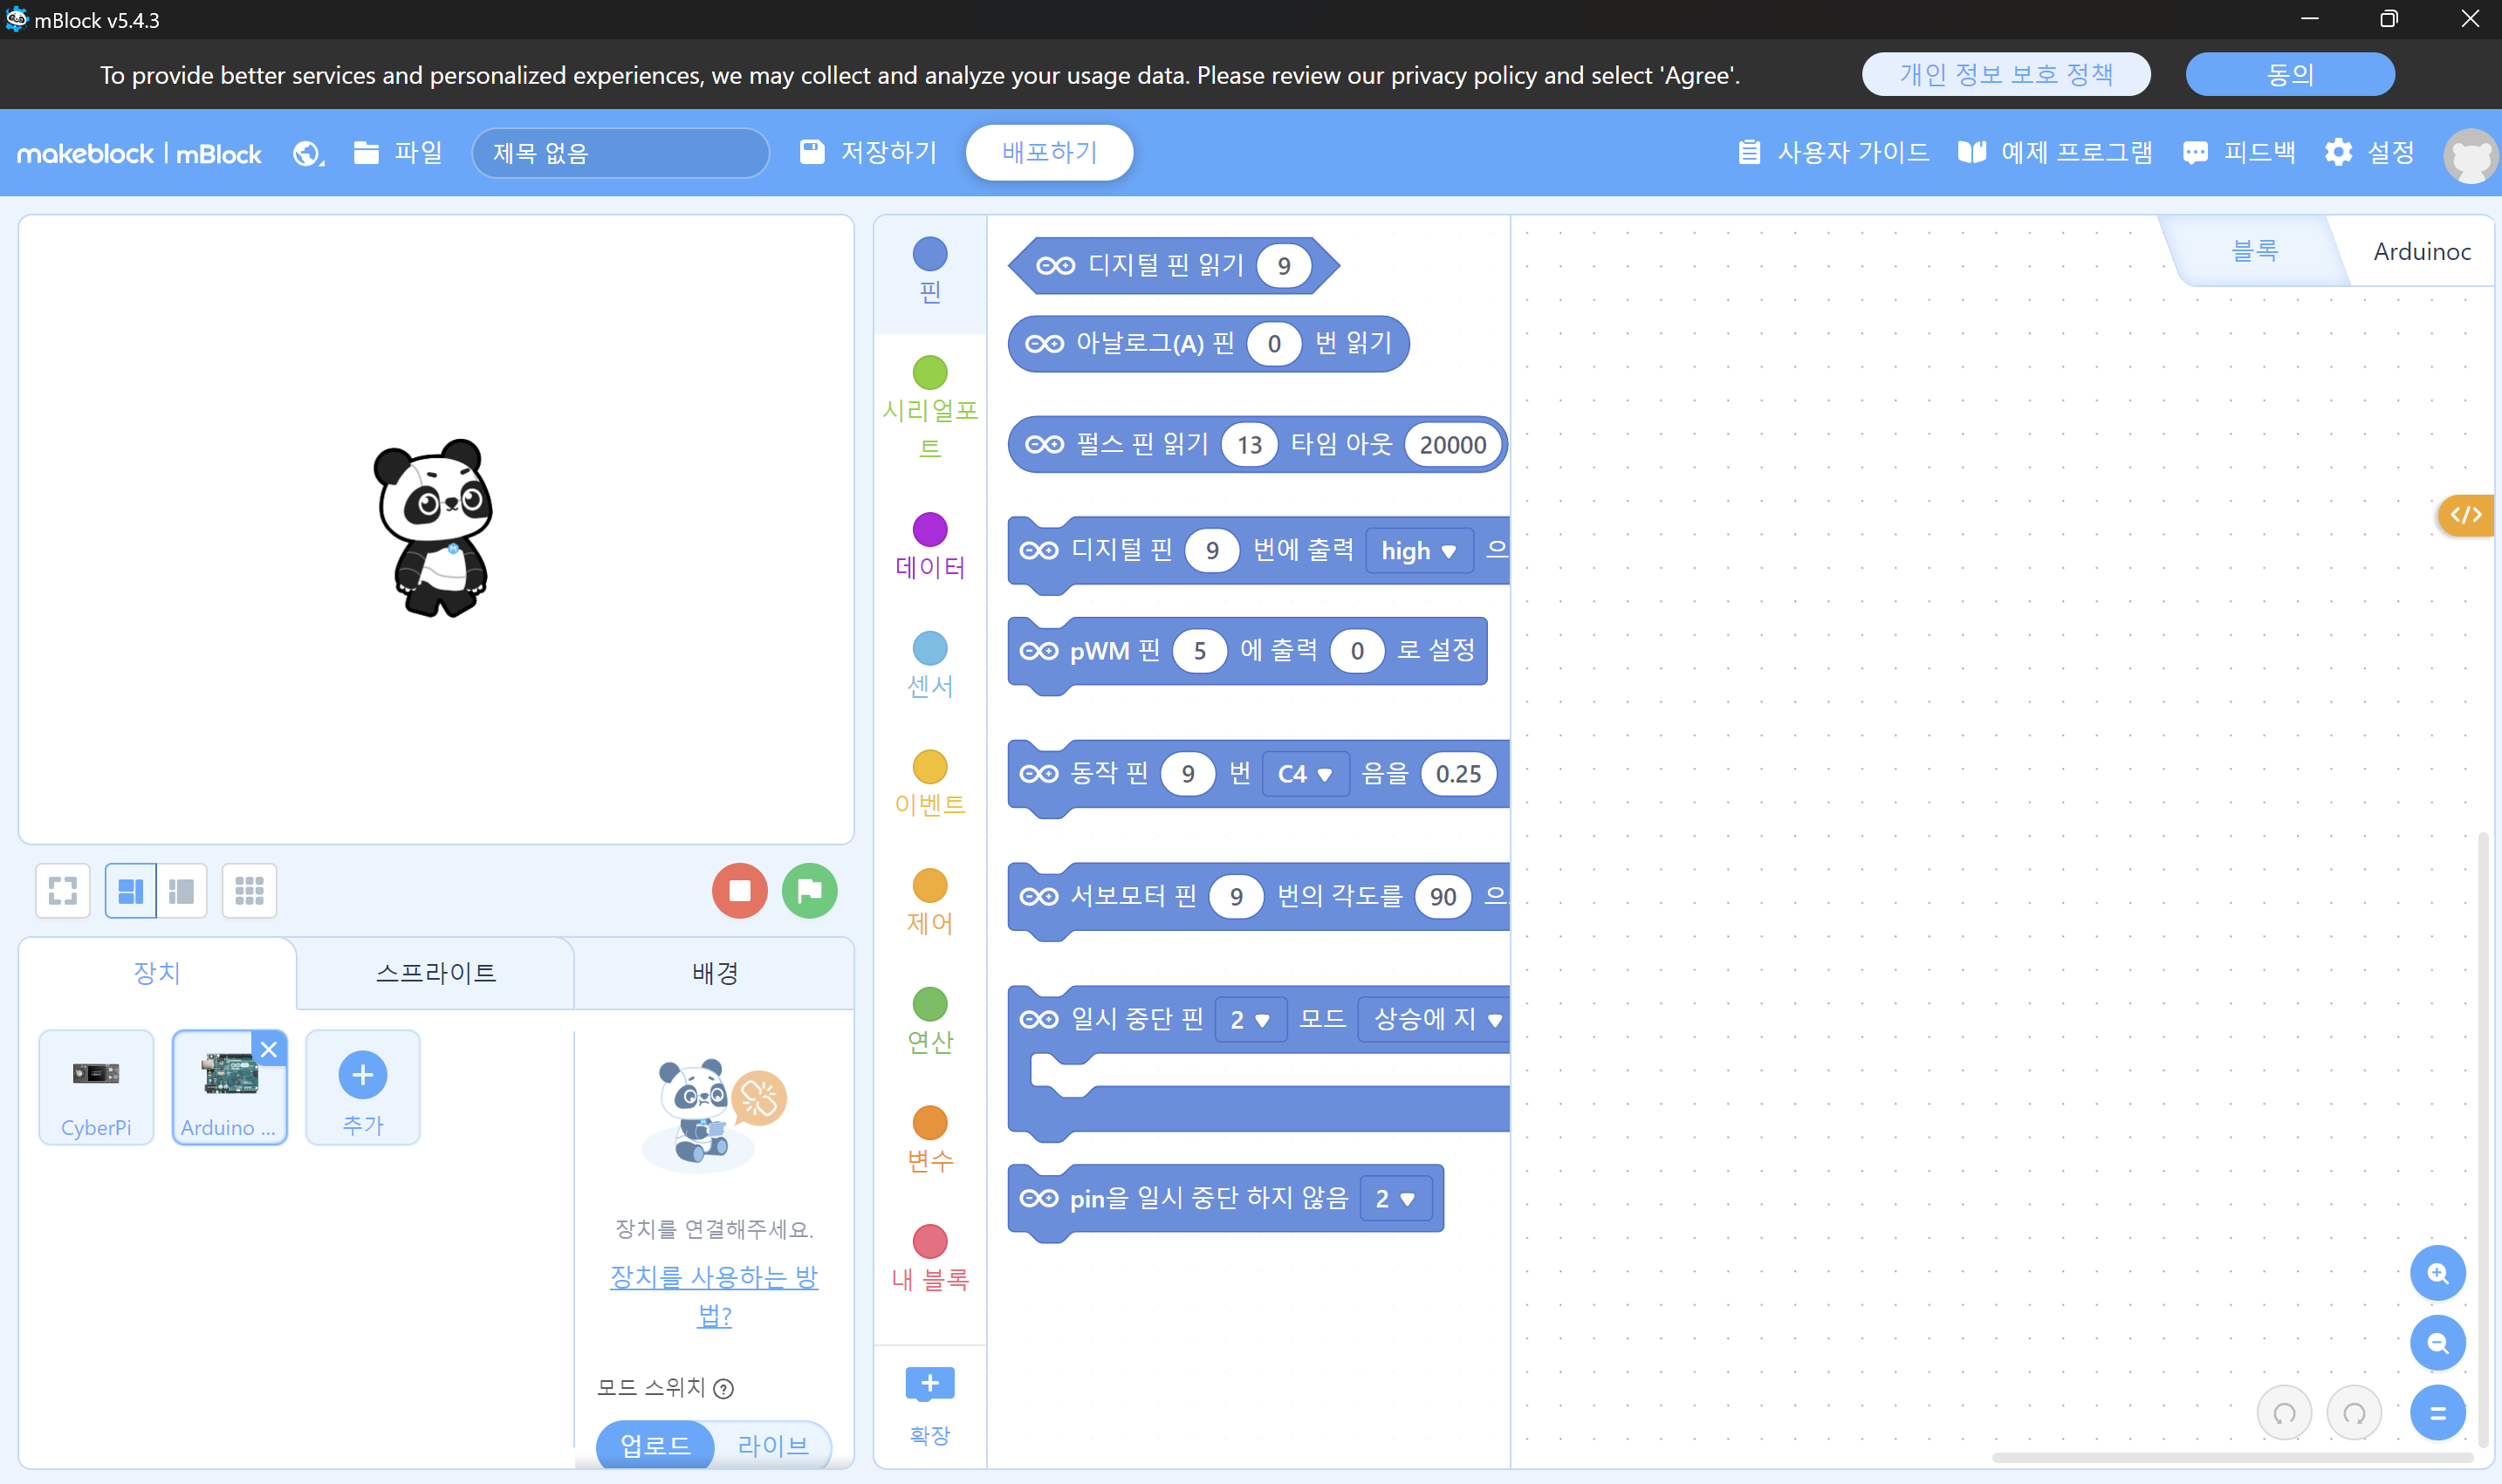 mBlock v5.4.3
To provide better services and personalized experiences, we may collect and analyze your usage data. Please review our privacy policy and select 'Agree'.
개인 정보 보호 정책
동의
makeblock | mBlock
파일
제목 없음
저장하기
배포하기
사용자 가이드
예제 프로그램
피드백
설정
핀
시리얼포
트
데이터
센서
이벤트
제어
연산
변수
내 블록
확장
디지털 핀 읽기 9
아날로그(A) 핀 0 번 읽기
펄스 핀 읽기 13 타임 아웃 20000
디지털 핀 9 번에 출력 high 으
pWM 핀 5 에 출력 0 로 설정
동작 핀 9 번 C4 음을 0.25
서보모터 핀 9 번의 각도를 90 으
일시 중단 핀 2 모드 상승에 지
pin을 일시 중단 하지 않음 2
블록
Arduinoc
</>
장치
스프라이트
배경
CyberPi
Arduino ...
추가
장치를 연결해주세요.
장치를 사용하는 방
법?
모드 스위치 ?
업로드
라이브